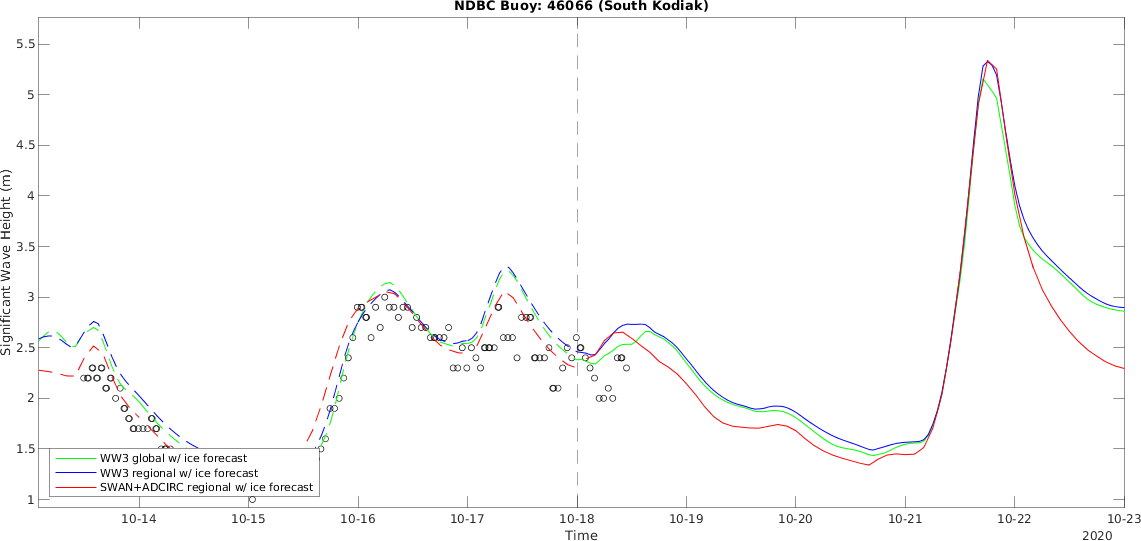 NDBC Buoy: 46066 (South Kodiak)
5.5
5
4.5
4
3.5
3
2.5
2
1.5
1
Significant Wave Height (m)
WW3 global w/ ice forecast
WW3 regional w/ ice forecast
SWAN+ADCIRC regional w/ ice forecast
10-14 10-15 10-16 10-17 10-18 10-19 10-20 10-21 10-22 10-23
Time
2020